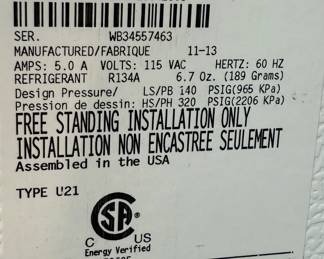 SER. WB34557463
MANUFACTURED/FABRIQUE 11-13
AMPS: 5.0 A VOLTS: 115 VAC HERTZ: 60 HZ
REFRIGERANT R134A 6.7 Oz. (189 Grams)
Design Pressure/ LS/PB 140 PSIG(965 KPa)
Pression de dessin: HS/PH 320 PSIG(2206 KPa)
FREE STANDING INSTALLATION ONLY
INSTALLATION NON ENCASTREE SEULEMENT
Assembled in the USA
TYPE U21
CSA
C US
Energy Verified